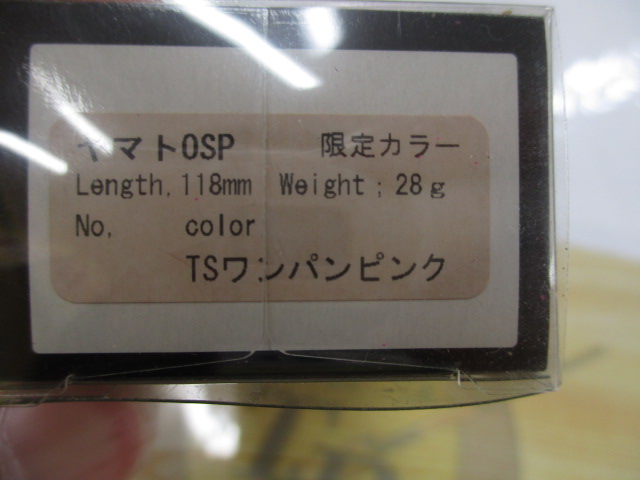 ヤマトOSP 限定カラー
Length.118mm Weight;28g
No. color
TSワンパンピンク